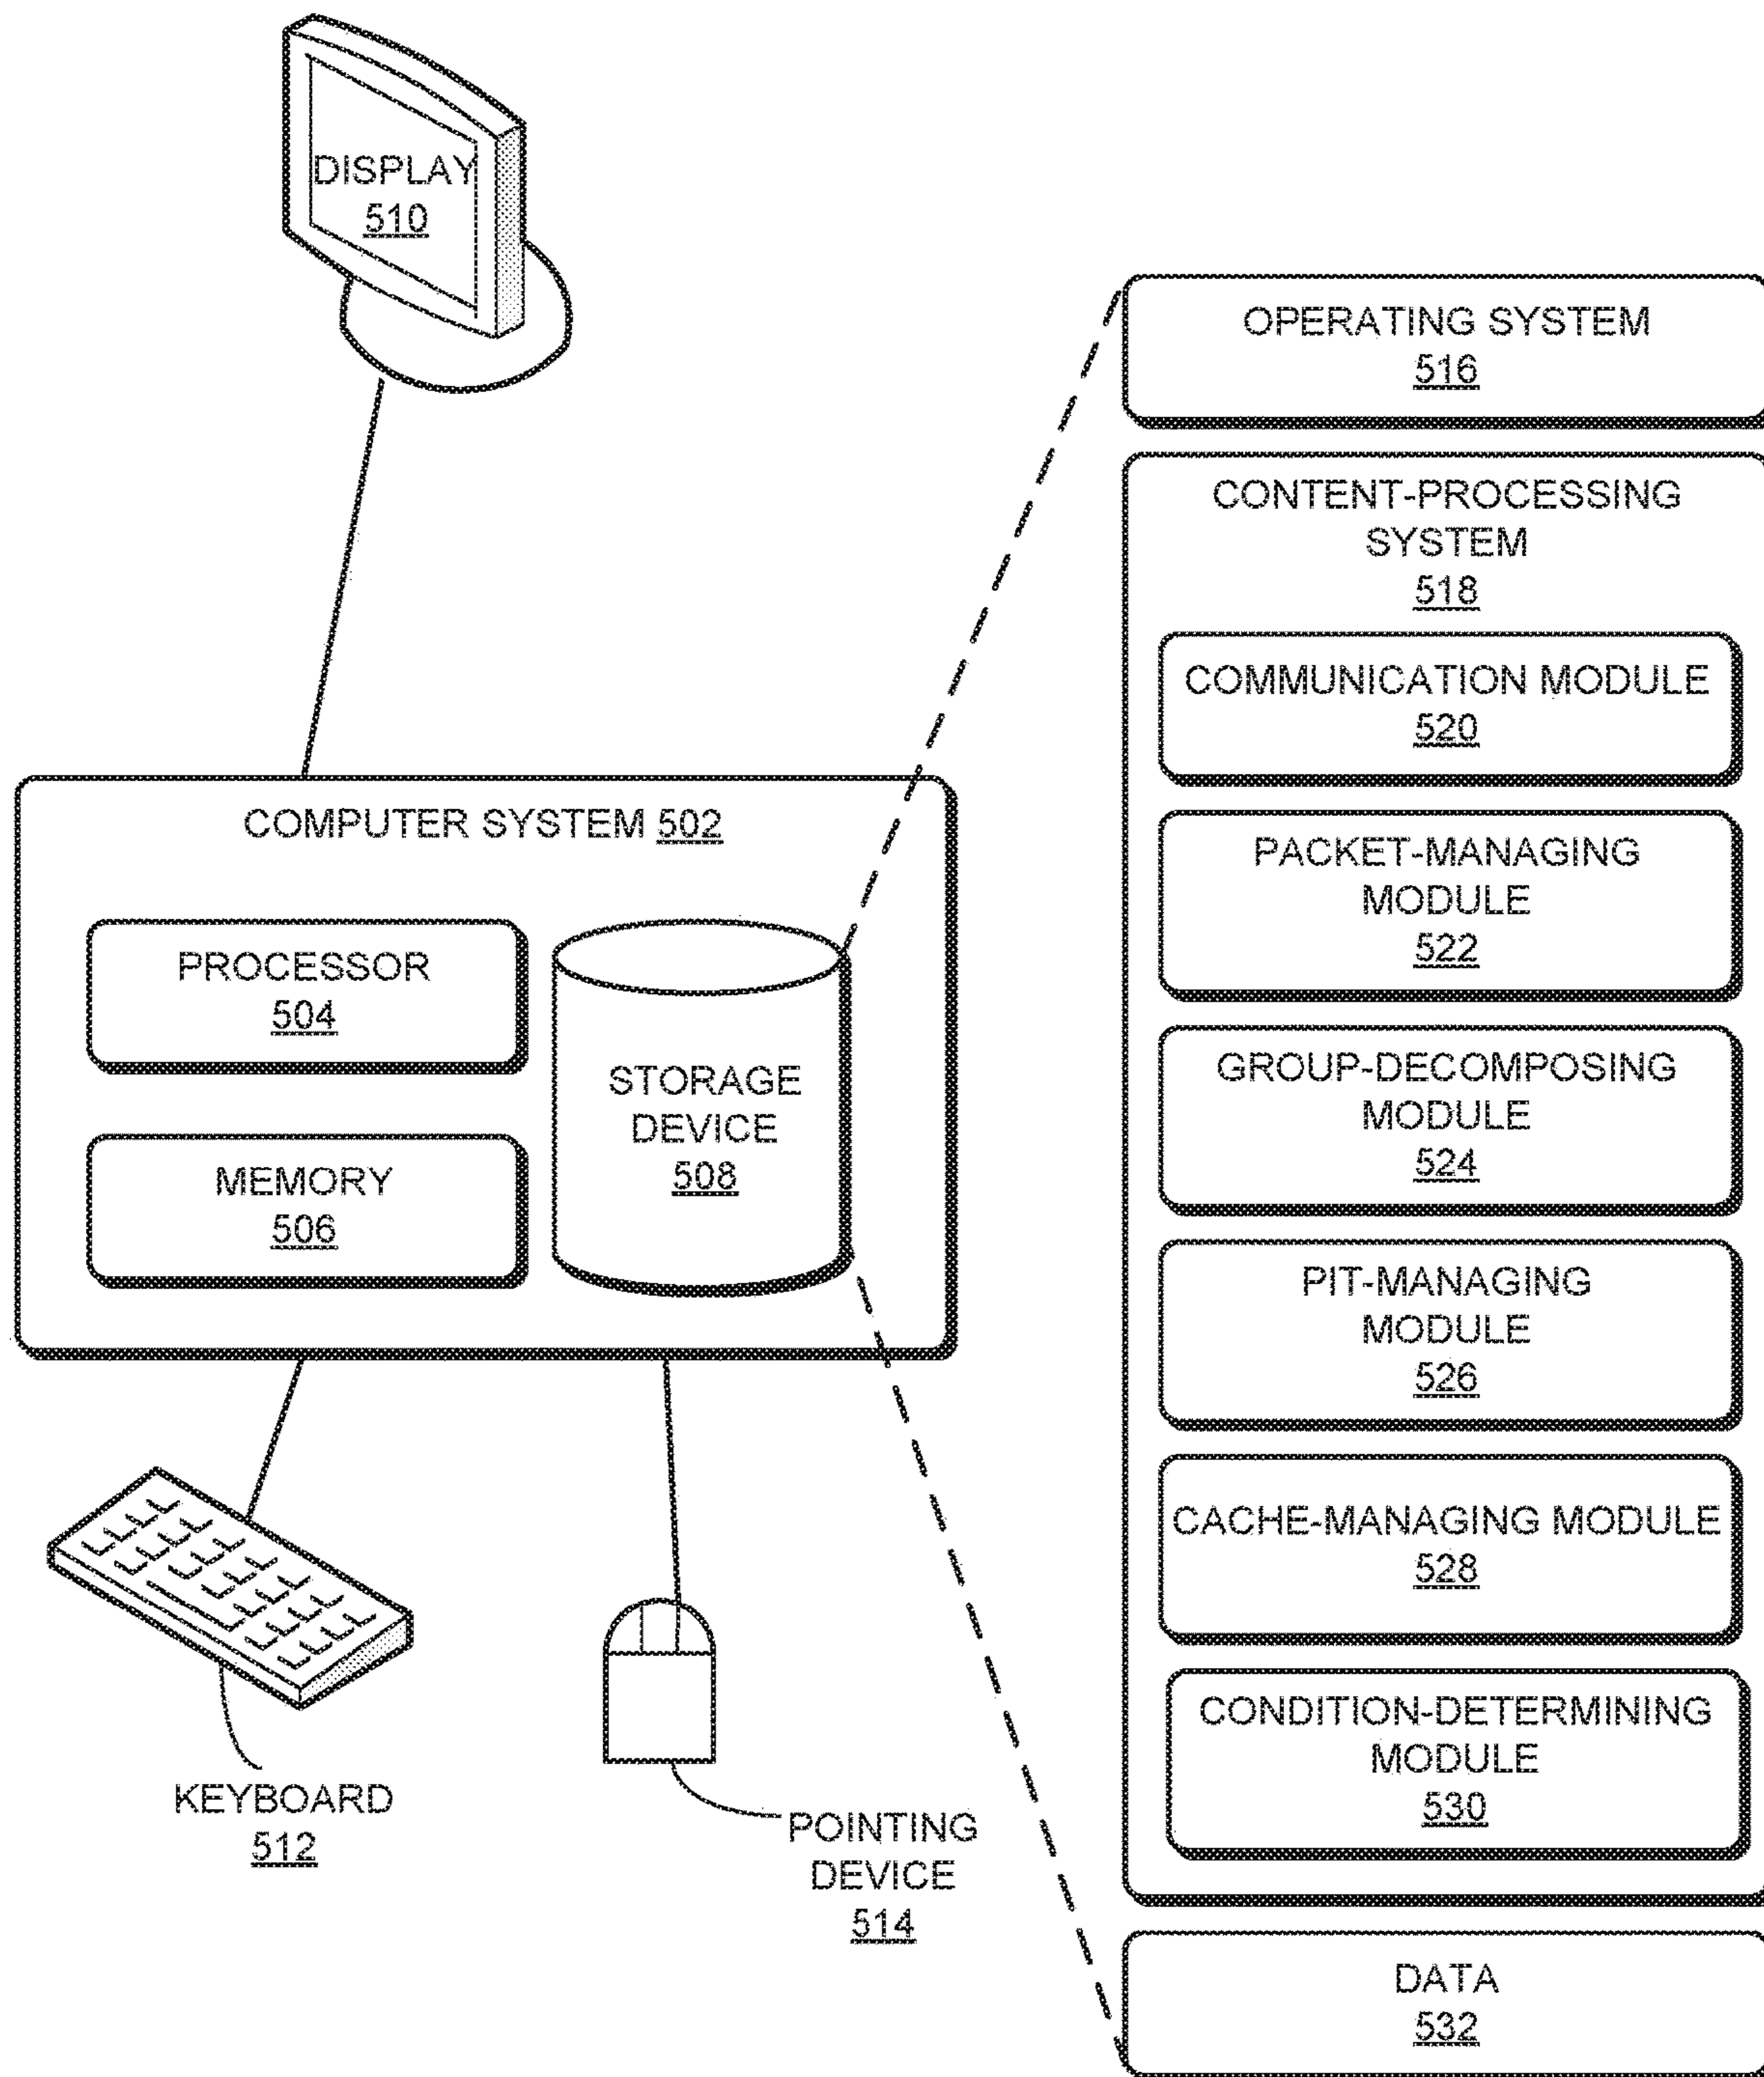 DISPLAY
510
COMPUTER SYSTEM 502
PROCESSOR
504
MEMORY
506
STORAGE
DEVICE
508
KEYBOARD
512
POINTING
DEVICE
514
OPERATING SYSTEM
516
CONTENT-PROCESSING
SYSTEM
518
COMMUNICATION MODULE
520
PACKET-MANAGING
MODULE
522
GROUP-DECOMPOSING
MODULE
524
PIT-MANAGING
MODULE
526
CACHE-MANAGING MODULE
528
CONDITION-DETERMINING
MODULE
530
DATA
532